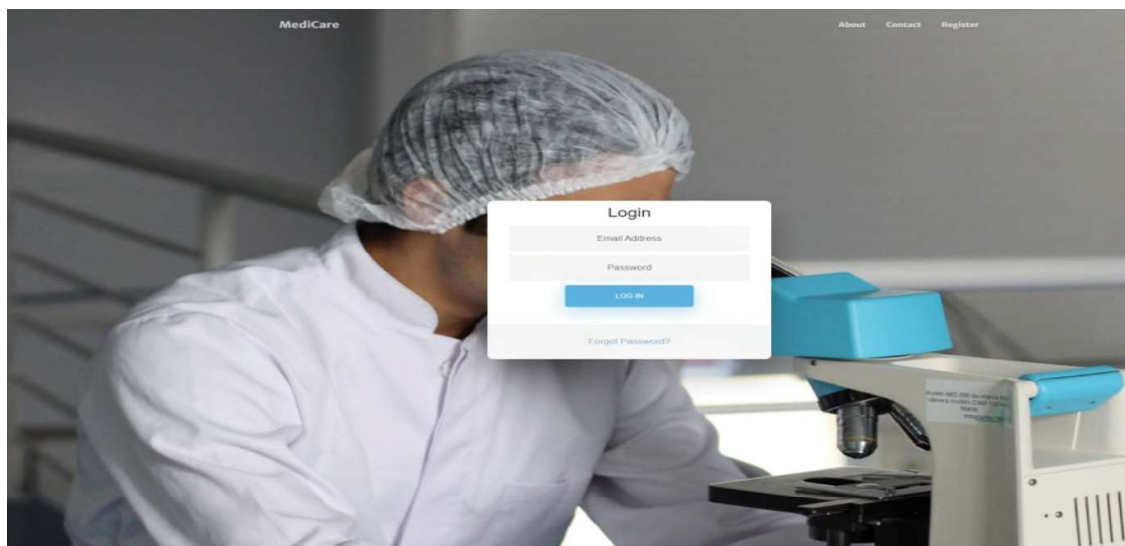 MediCare
About Contact Register
Login
Email Address
Password
LOG IN
Forgot Password?